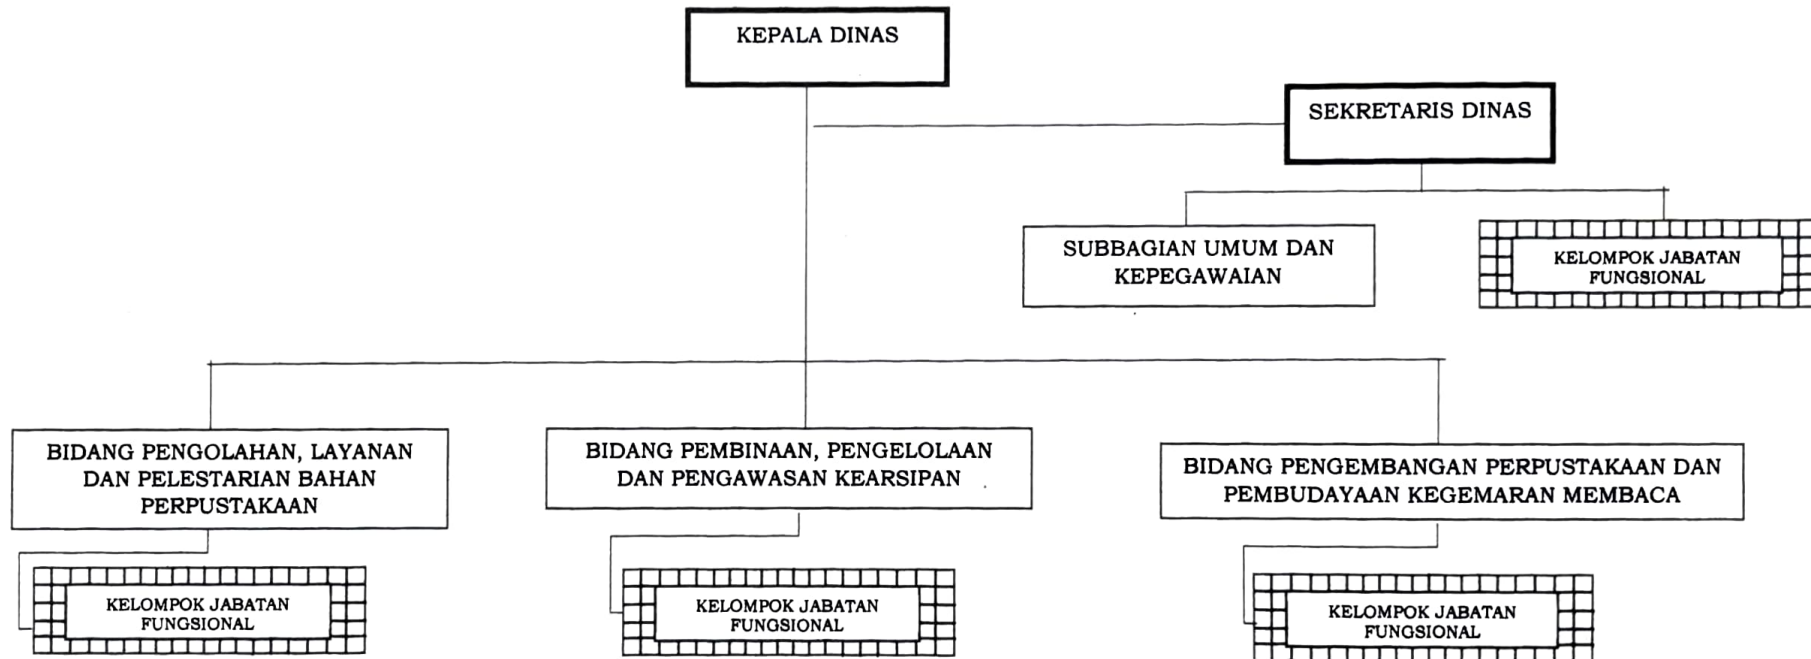 KEPALA DINAS
SEKRETARIS DINAS
SUBBAGIAN UMUM DAN
KEPEGAWAIAN
KELOMPOK JABATAN
FUNGSIONAL
BIDANG PENGOLAHAN, LAYANAN
DAN PELESTARIAN BAHAN
PERPUSTAKAAN
BIDANG PEMBINAAN, PENGELOLAAN
DAN PENGAWASAN KEARSIPAN
BIDANG PENGEMBANGAN PERPUSTAKAAN DAN
PEMBUDAYAAN KEGEMARAN MEMBACA
KELOMPOK JABATAN
FUNGSIONAL
KELOMPOK JABATAN
FUNGSIONAL
KELOMPOK JABATAN
FUNGSIONAL